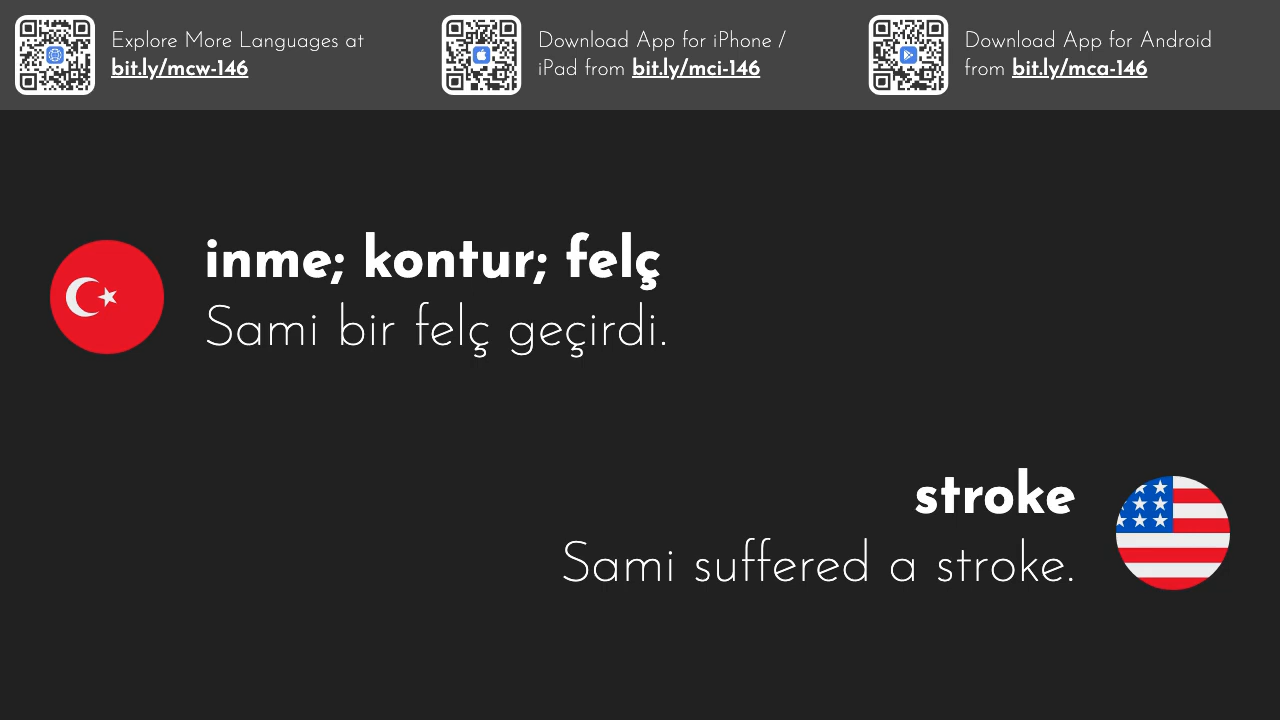 Explore More Languages at
bit.ly/mcw-146
Download App for iPhone /
iPad from bit.ly/mci-146
Download App for Android
from bit.ly/mca-146
inme; kontur; felç
Sami bir felç geçirdi.
stroke
Sami suffered a stroke.